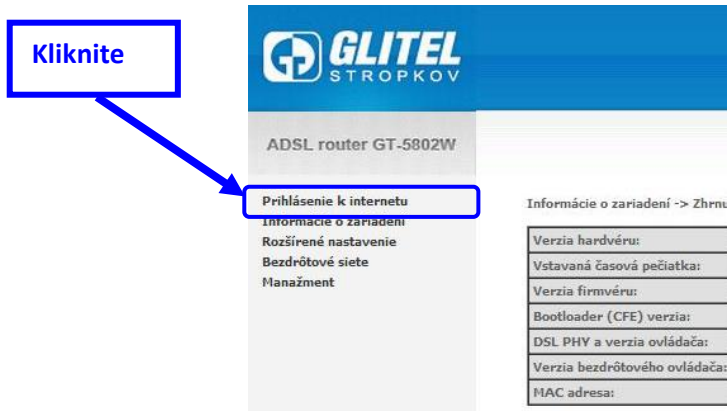 Kliknite
GLITEL
STROPKOV
ADSL router GT-5802W
Prihlásenie k internetu
Informácie o zariadení
Rozšírené nastavenie
Bezdrôtové siete
Manažment
Informácie o zariadení -> Zhrnu
Verzia hardvéru:
Vstavaná časová pečiatka:
Verzia firmvéru:
Bootloader (CFE) verzia:
DSL PHY a verzia ovládača:
Verzia bezdrôtového ovládača:
MAC adresa: